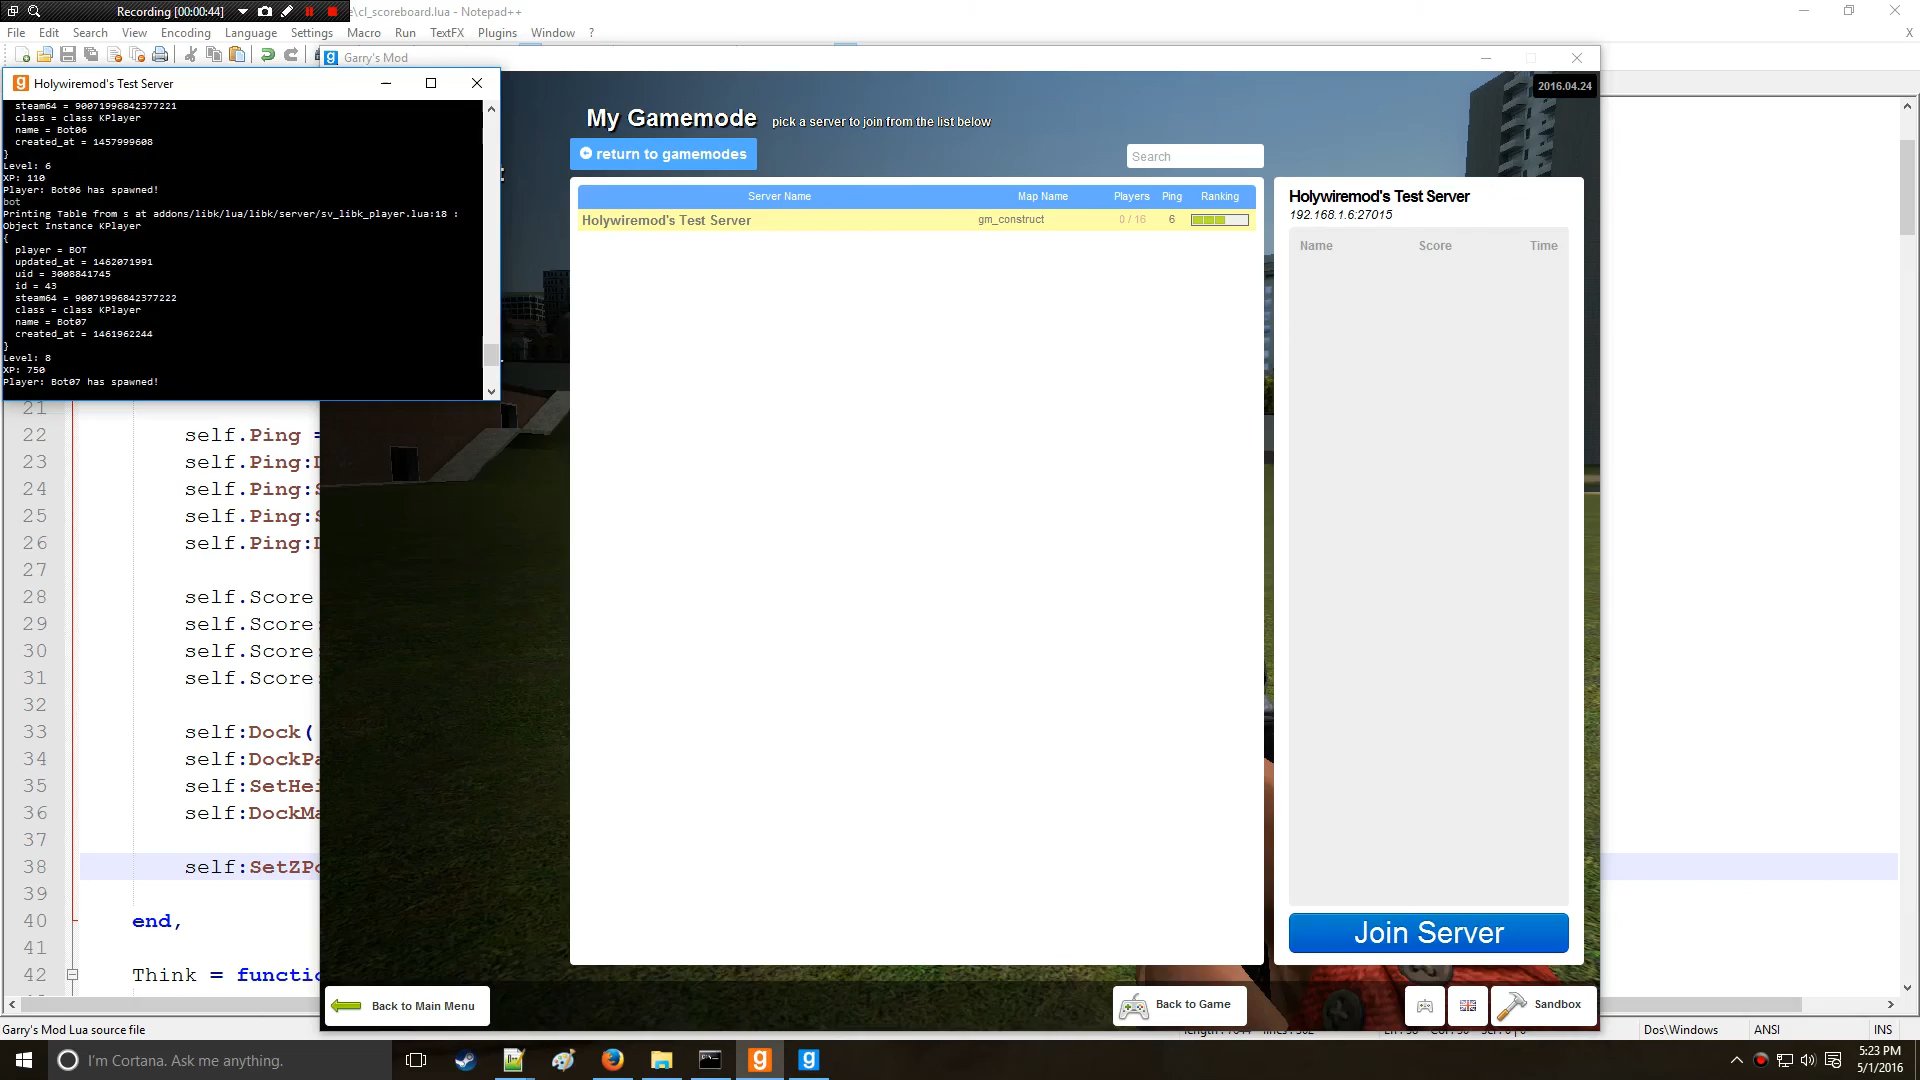 Recording [00:00:44]
\cl_scoreboard.lua - Notepad++
File Edit Search View Encoding Language Settings Macro Run TextFX Plugins Window ?
X
Garry's Mod
Holywiremod's Test Server
steam64 = 90071996842377221
class = class KPlayer
name = Bot06
created_at = 1457999608
}
Level: 6
XP: 110
Player: Bot06 has spawned!
bot
Printing Table from s at addons/libk/lua/libk/server/sv_libk_player.lua:18 :
Object Instance KPlayer
{
player = BOT
updated_at = 1462071991
uid = 3008841745
id = 43
steam64 = 90071996842377222
class = class KPlayer
name = Bot07
created_at = 1461962244
}
Level: 8
XP: 750
Player: Bot07 has spawned!
2016.04.24
My Gamemode pick a server to join from the list below
return to gamemodes
Search
Server Name Map Name Players Ping Ranking
Holywiremod's Test Server gm_construct 0 / 16 6
Holywiremod's Test Server
192.168.1.6:27015
Name Score Time
Join Server
21
22 self.Ping =
23 self.Ping:
24 self.Ping:
25 self.Ping:
26 self.Ping:
27
28 self.Score
29 self.Score
30 self.Score
31 self.Score
32
33 self:Dock(
34 self:DockPa
35 self:SetHei
36 self:DockMa
37
38 self:SetZPo
39
40 end,
41
42 Think = functio
Back to Main Menu
Back to Game
Sandbox
Garry's Mod Lua source file
Dos\Windows ANSI INS
I'm Cortana. Ask me anything.
5:23 PM
5/1/2016